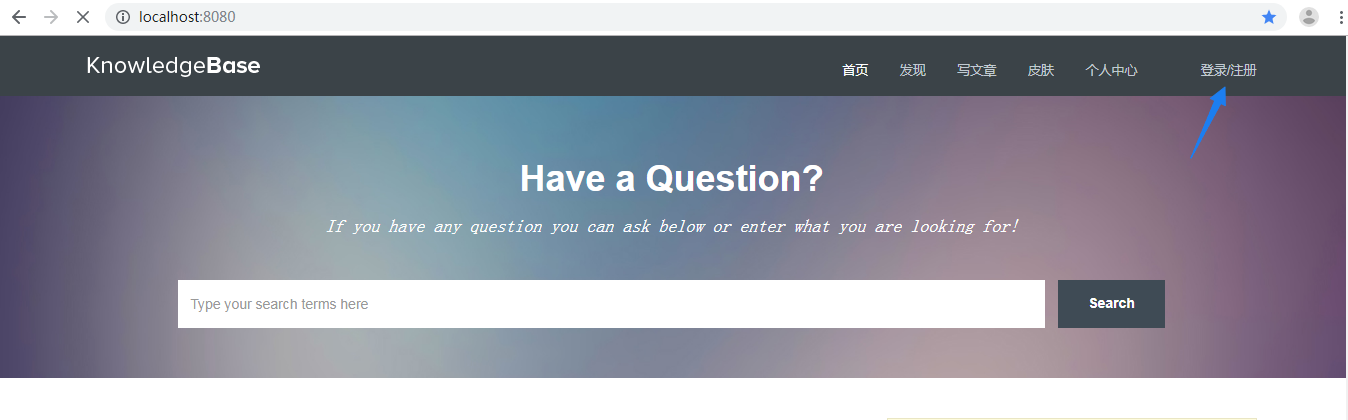 localhost:8080
KnowledgeBase 首页 发现 写文章 皮肤 个人中心 登录/注册
Have a Question?
If you have any question you can ask below or enter what you are looking for!
Type your search terms here Search